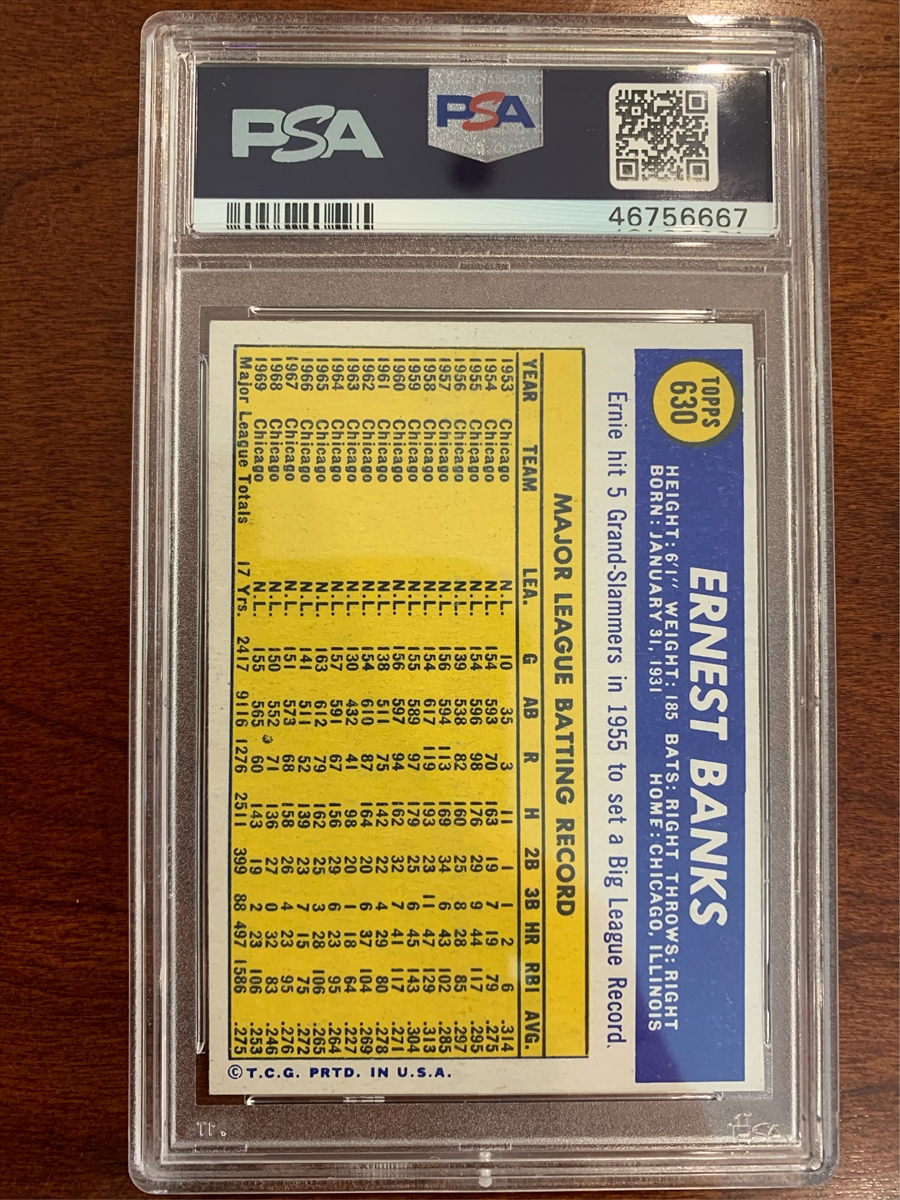 PSA
PSA
46756667
TOPPS
630
ERNEST BANKS
HEIGHT: 6'1" WEIGHT: 185 BATS: RIGHT THROWS: RIGHT
BORN: JANUARY 31, 1931 HOME: CHICAGO, ILLINOIS
Ernie hit 5 Grand-Slammers in 1955 to set a Big League Record.
MAJOR LEAGUE BATTING RECORD
YEAR TEAM LEA. G AB R H 2B 3B HR RBI AVG.
1953 Chicago N.L. 10 35 3 11 1 1 2 6 .314
1954 Chicago N.L. 154 593 70 163 19 7 19 79 .275
1955 Chicago N.L. 154 596 98 176 29 9 44 117 .295
1956 Chicago N.L. 139 538 82 160 25 8 28 85 .297
1957 Chicago N.L. 156 594 113 169 34 6 43 102 .285
1958 Chicago N.L. 154 617 119 193 23 11 47 129 .313
1959 Chicago N.L. 155 589 97 179 25 6 45 143 .304
1960 Chicago N.L. 156 597 94 162 32 7 41 117 .271
1961 Chicago N.L. 138 511 75 142 22 4 29 80 .278
1962 Chicago N.L. 154 610 87 164 20 6 37 104 .269
1963 Chicago N.L. 130 432 41 98 20 1 18 64 .227
1964 Chicago N.L. 157 591 67 156 29 6 23 95 .264
1965 Chicago N.L. 163 612 79 162 25 3 28 106 .265
1966 Chicago N.L. 141 511 52 139 23 7 15 75 .272
1967 Chicago N.L. 151 573 68 158 26 4 23 95 .276
1968 Chicago N.L. 150 552 71 136 27 0 32 83 .246
1969 Chicago N.L. 155 565 60 143 19 2 23 106 .253
Major League Totals 17 Yrs. 2417 9116 1276 2511 399 88 497 1586 .275
© T.C.G. PRTD. IN U.S.A.